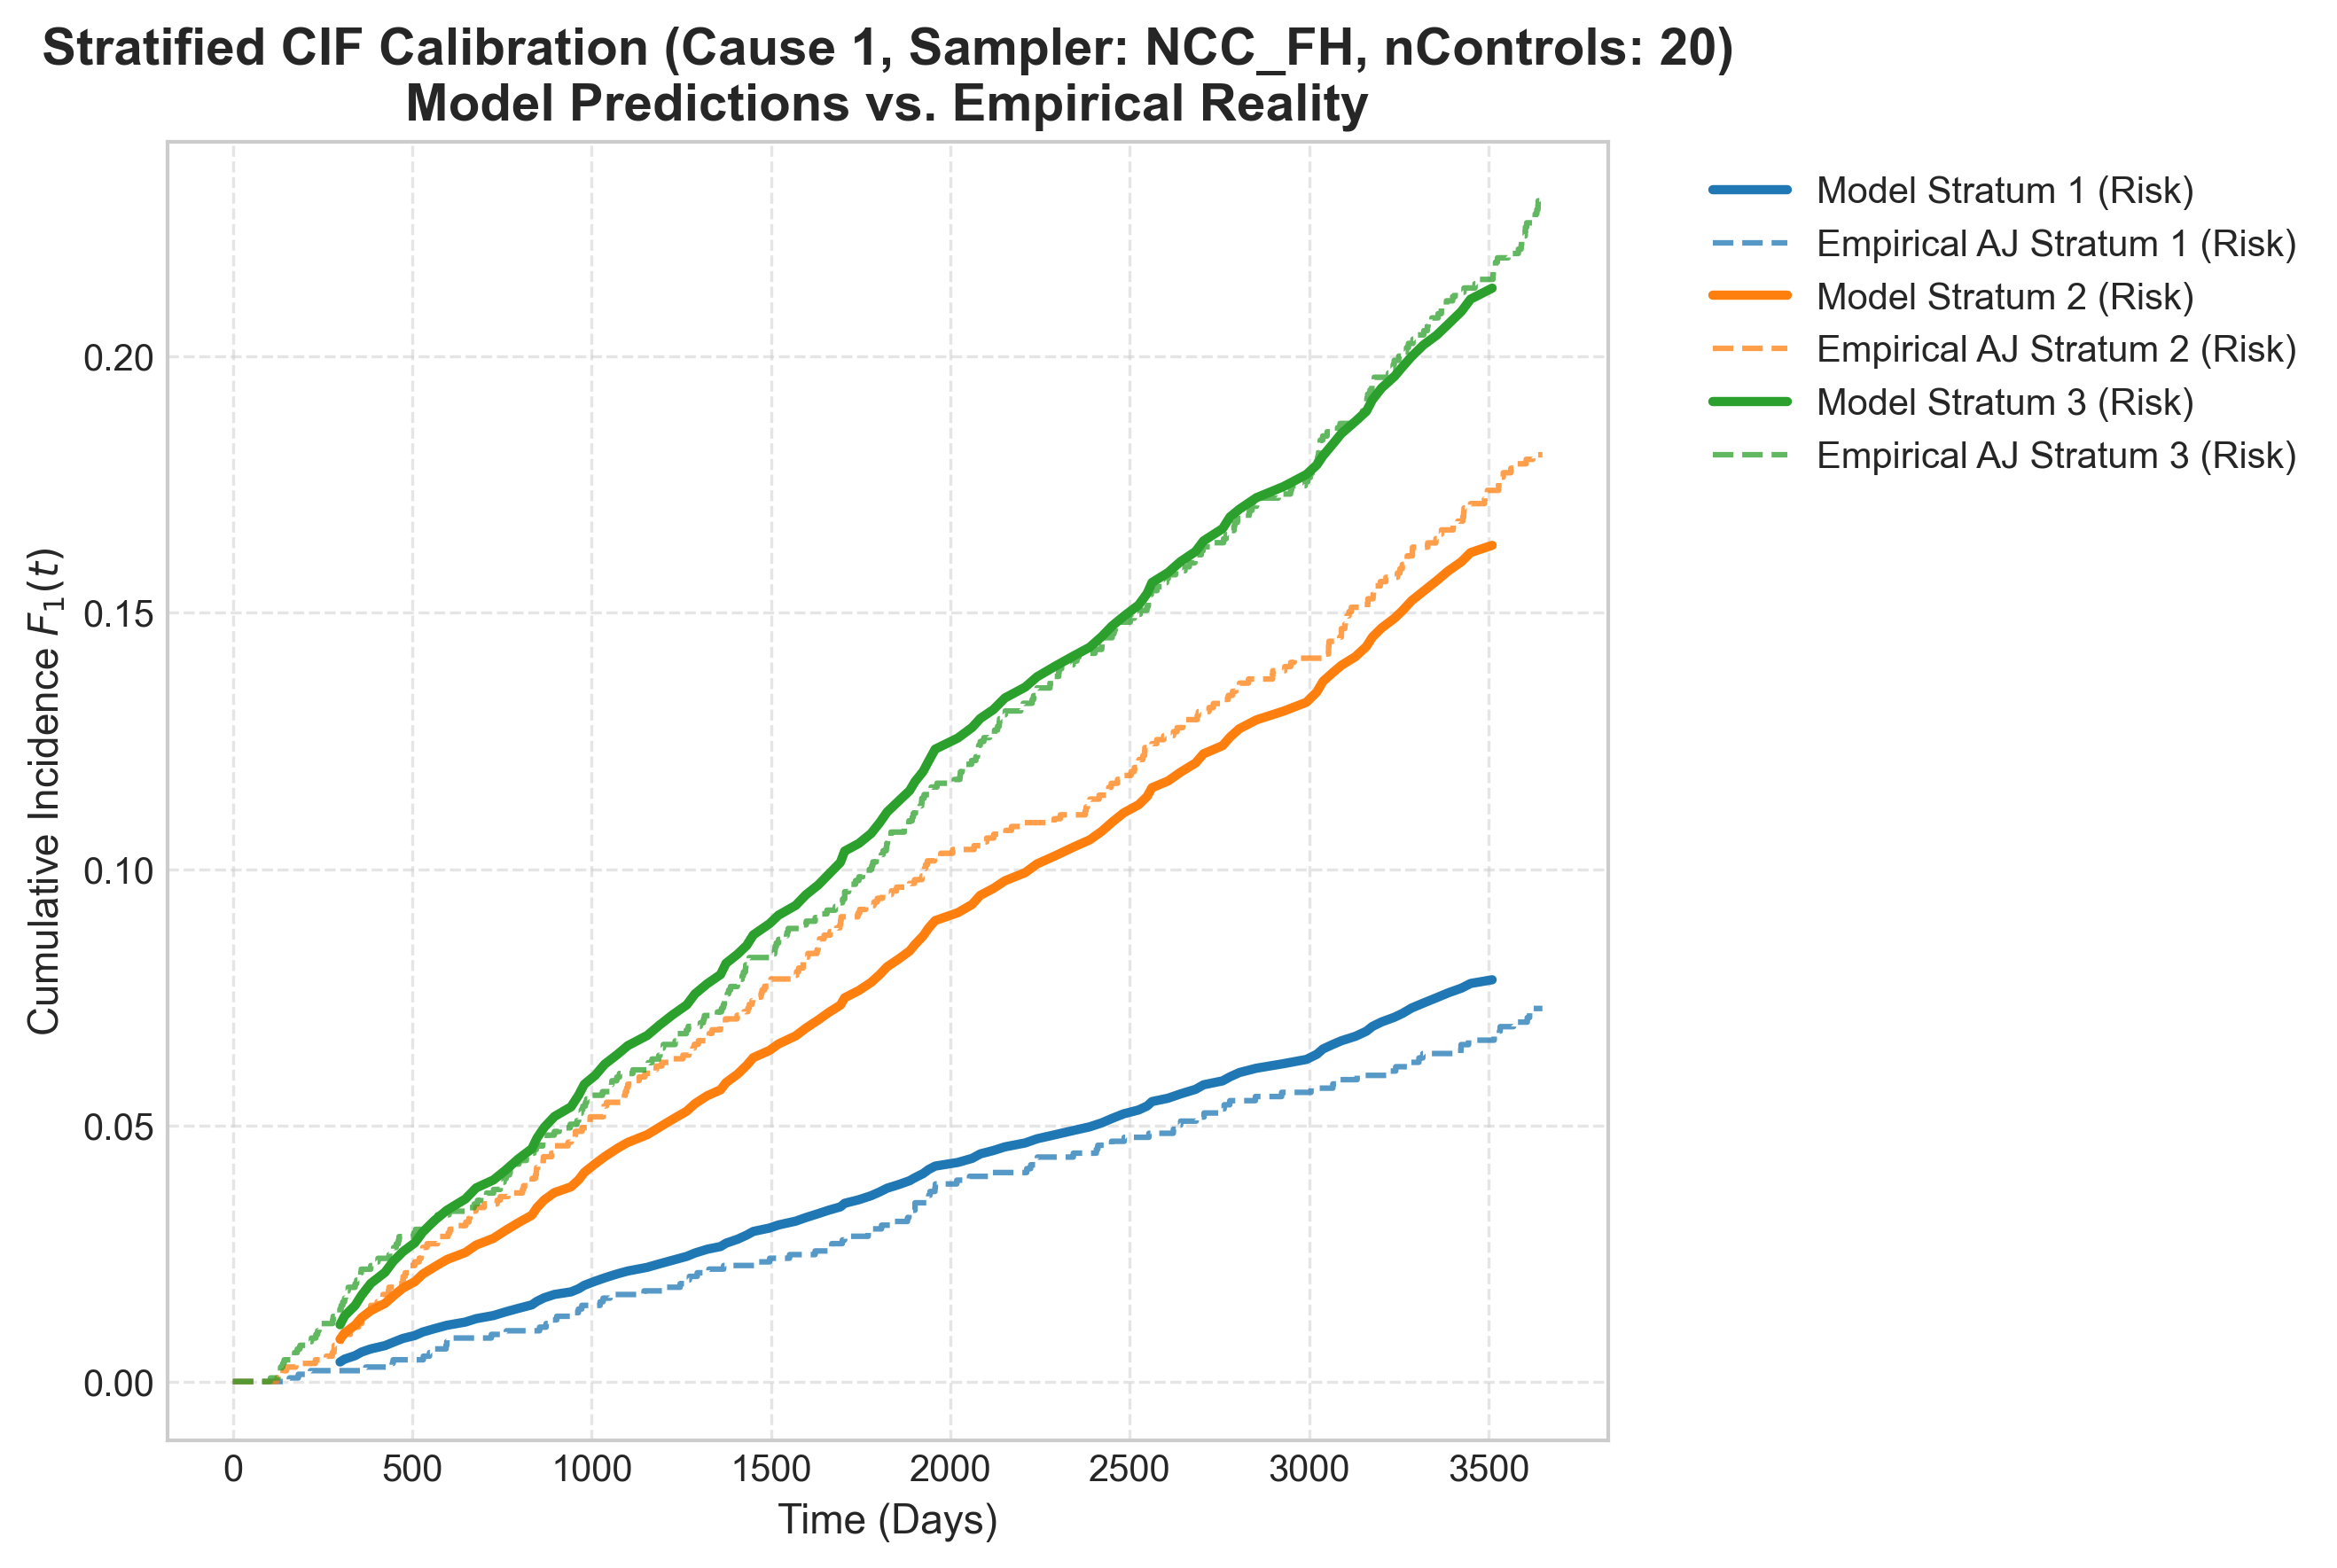 Stratified CIF Calibration (Cause 1, Sampler: NCC_FH, nControls: 20)
Model Predictions vs. Empirical Reality
Model Stratum 1 (Risk)
Empirical AJ Stratum 1 (Risk)
Model Stratum 2 (Risk)
Empirical AJ Stratum 2 (Risk)
Model Stratum 3 (Risk)
Empirical AJ Stratum 3 (Risk)
Cumulative Incidence F₁(t)
0.20
0.15
0.10
0.05
0.00
0 500 1000 1500 2000 2500 3000 3500
Time (Days)